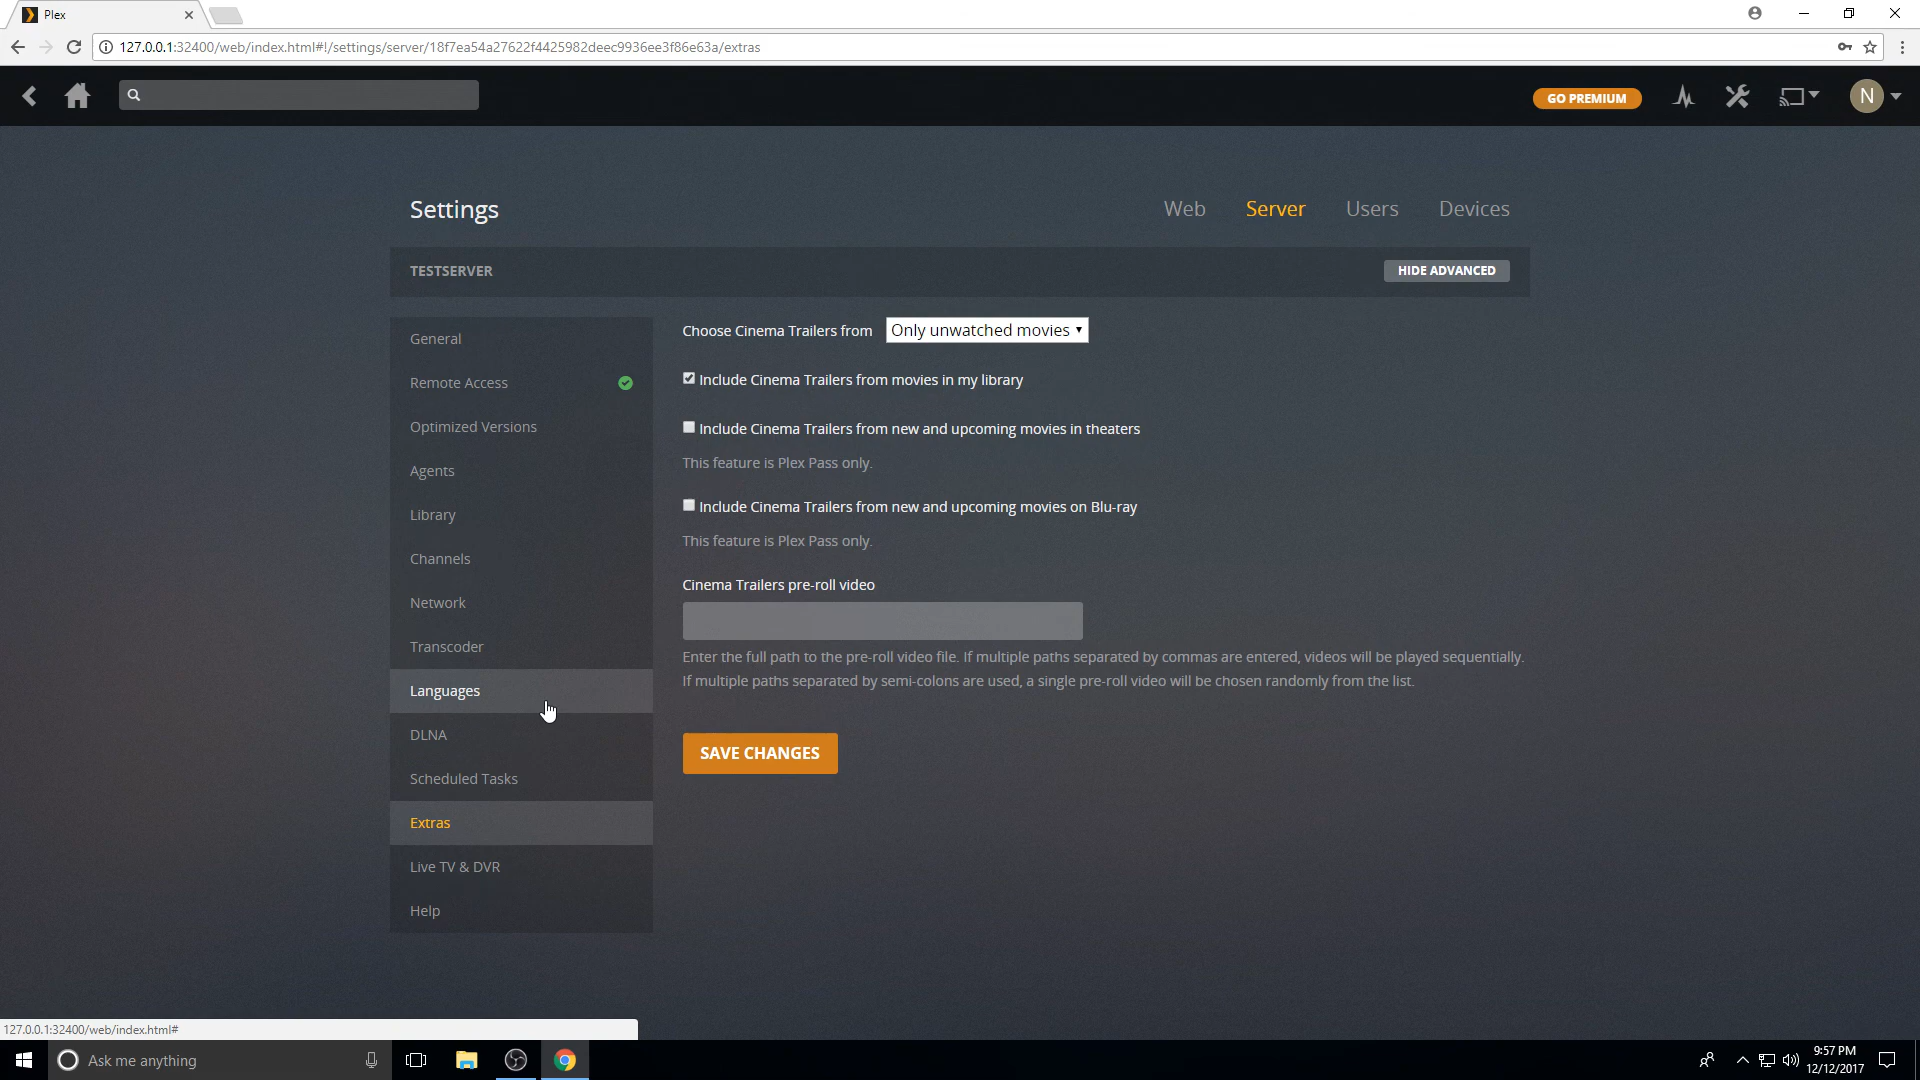 Plex
127.0.0.1:32400/web/index.html#!/settings/server/18f7ea54a27622f4425982deec9936ee3f86e63a/extras
GO PREMIUM
N
Settings
Web
Server
Users
Devices
TESTSERVER
HIDE ADVANCED
General
Remote Access
Optimized Versions
Agents
Library
Channels
Network
Transcoder
Languages
DLNA
Scheduled Tasks
Extras
Live TV & DVR
Help
Choose Cinema Trailers from Only unwatched movies
Include Cinema Trailers from movies in my library
Include Cinema Trailers from new and upcoming movies in theaters
This feature is Plex Pass only.
Include Cinema Trailers from new and upcoming movies on Blu-ray
This feature is Plex Pass only.
Cinema Trailers pre-roll video
Enter the full path to the pre-roll video file. If multiple paths separated by commas are entered, videos will be played sequentially.
If multiple paths separated by semi-colons are used, a single pre-roll video will be chosen randomly from the list.
SAVE CHANGES
127.0.0.1:32400/web/index.html#
Ask me anything
9:57 PM
12/12/2017